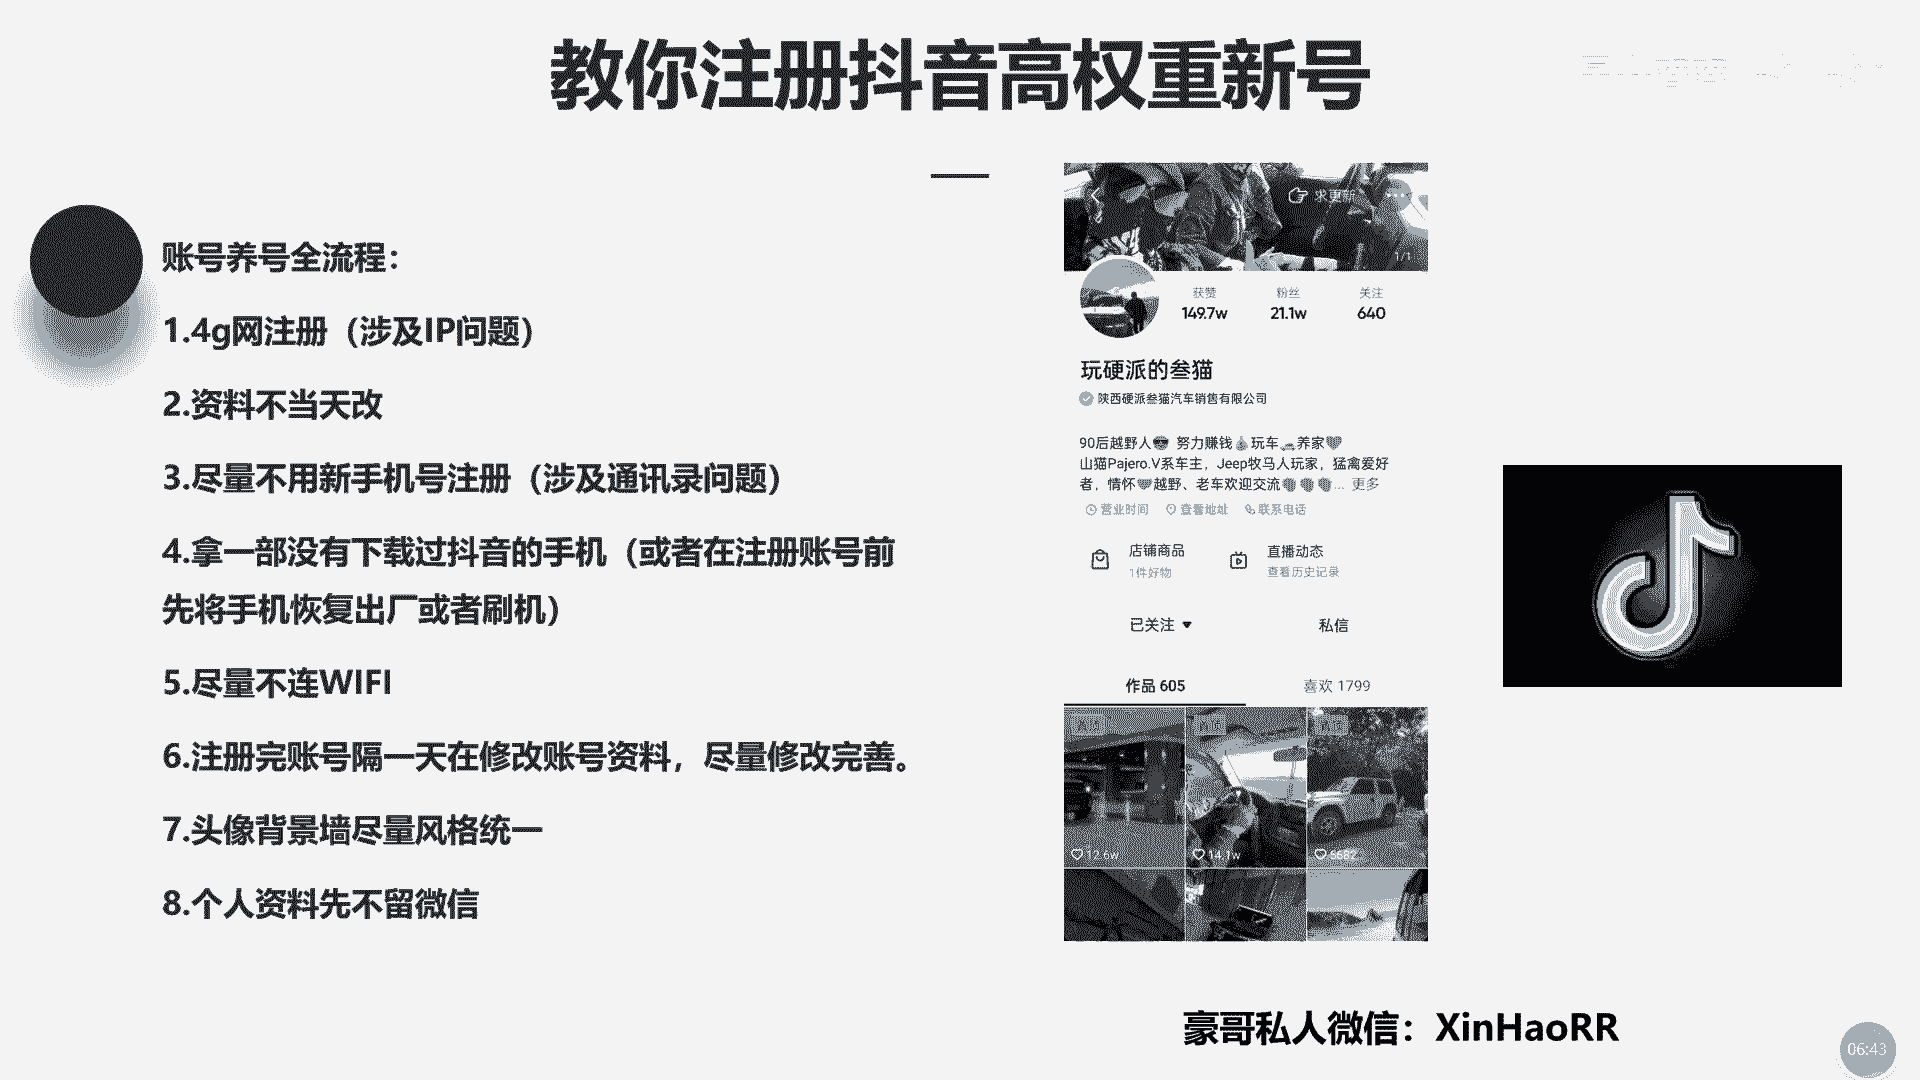 教你注册抖音高权重新号
账号养号全流程：
1.4g网注册（涉及IP问题）
2.资料不当天改
3.尽量不用新手机号注册（涉及通讯录问题）
4.拿一部没有下载过抖音的手机（或者在注册账号前
先将手机恢复出厂或者刷机）
5.尽量不连WIFI
6.注册完账号隔一天在修改账号资料，尽量修改完善。
7.头像背景墙尽量风格统一
8.个人资料先不留微信
求更新
1/1
获赞 粉丝 关注
149.7w 21.1w 640
玩硬派的叁猫
陕西硬派叁猫汽车销售有限公司
90后越野人 努力赚钱 玩车 养家
山猫Pajero.V系车主，Jeep牧马人玩家，猛禽爱好
者，情怀 越野、老车欢迎交流 ... 更多
营业时间 查看地址 联系电话
店铺商品 直播动态
1件好物 查看历史记录
已关注 私信
作品 605 喜欢 1799
12.6w 14.1w 5682
豪哥私人微信：XinHaoRR
06:43